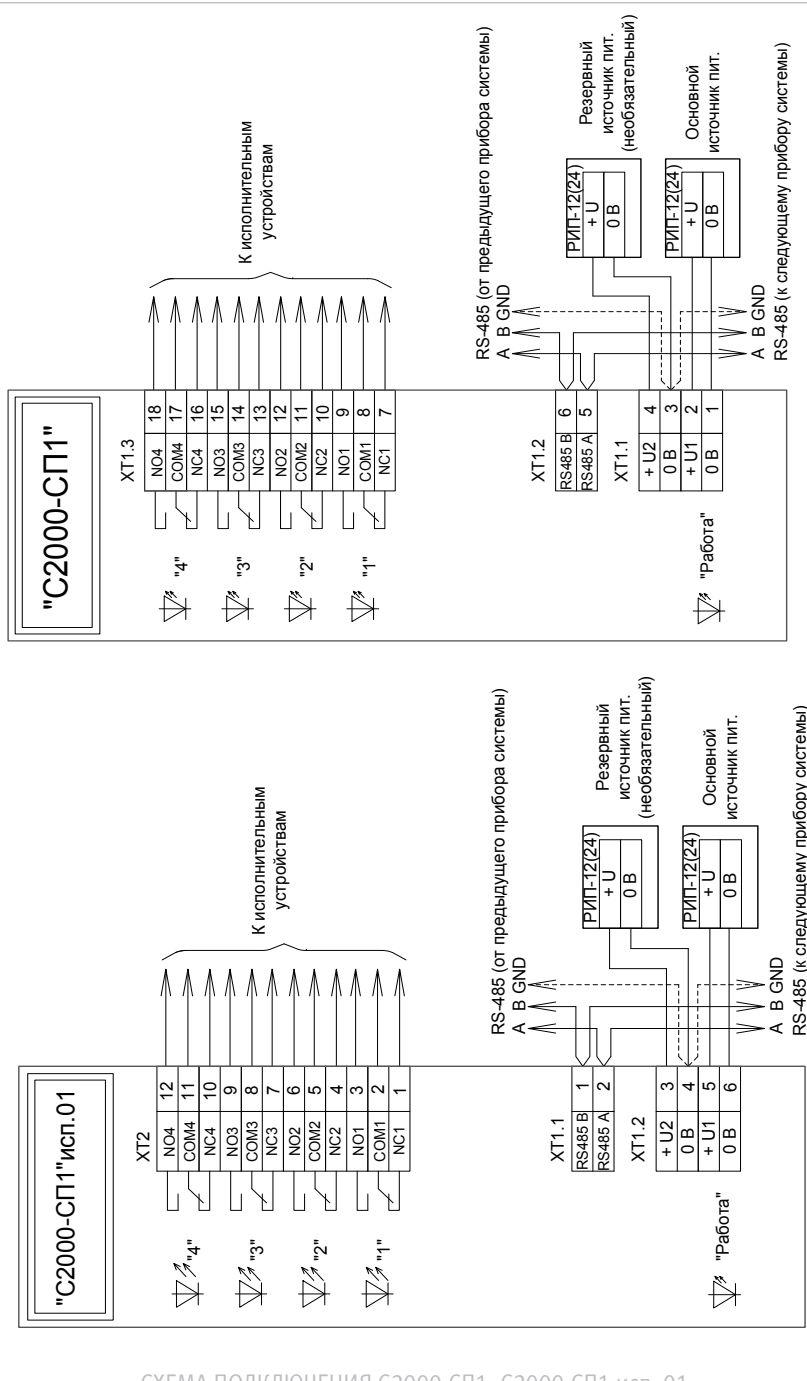 "С2000-СП1"
XT1.3
NO4 18
COM4 17
NC4 16
NO3 15
COM3 14
NC3 13
NO2 12
COM2 11
NC2 10
NO1 9
COM1 8
NC1 7
"4"
"3"
"2"
"1"
К исполнительным
устройствам
XT1.2
RS485 B 6
RS485 A 5
XT1.1
+ U2 4
0 B 3
+ U1 2
0 B 1
"Работа"
RS-485 (от предыдущего прибора системы)
A B GND
РИП-12(24)
+ U
0 B
Резервный
источник пит.
(необязательный)
РИП-12(24)
+ U
0 B
Основной
источник пит.
A B GND
RS-485 (к следующему прибору системы)
"С2000-СП1"исп.01
XT2
NO4 12
COM4 11
NC4 10
NO3 9
COM3 8
NC3 7
NO2 6
COM2 5
NC2 4
NO1 3
COM1 2
NC1 1
"4"
"3"
"2"
"1"
К исполнительным
устройствам
XT1.1
RS485 B 1
RS485 A 2
XT1.2
+ U2 3
0 B 4
+ U1 5
0 B 6
"Работа"
RS-485 (от предыдущего прибора системы)
A B GND
РИП-12(24)
+ U
0 B
Резервный
источник пит.
(необязательный)
РИП-12(24)
+ U
0 B
Основной
источник пит.
A B GND
RS-485 (к следующему прибору системы)
СХЕМА ПОДКЛЮЧЕНИЯ С2000-СП1, С2000-СП1 исп. 01